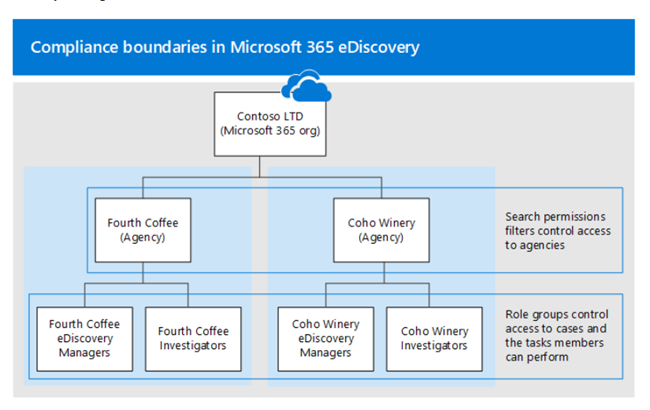 Compliance boundaries in Microsoft 365 eDiscovery
Contoso LTD
(Microsoft 365 org)
Fourth Coffee
(Agency)
Coho Winery
(Agency)
Search permissions
filters control access
to agencies
Fourth Coffee
eDiscovery
Managers
Fourth Coffee
Investigators
Coho Winery
eDiscovery
Managers
Coho Winery
Investigators
Role groups control
access to cases and
the tasks members
can perform